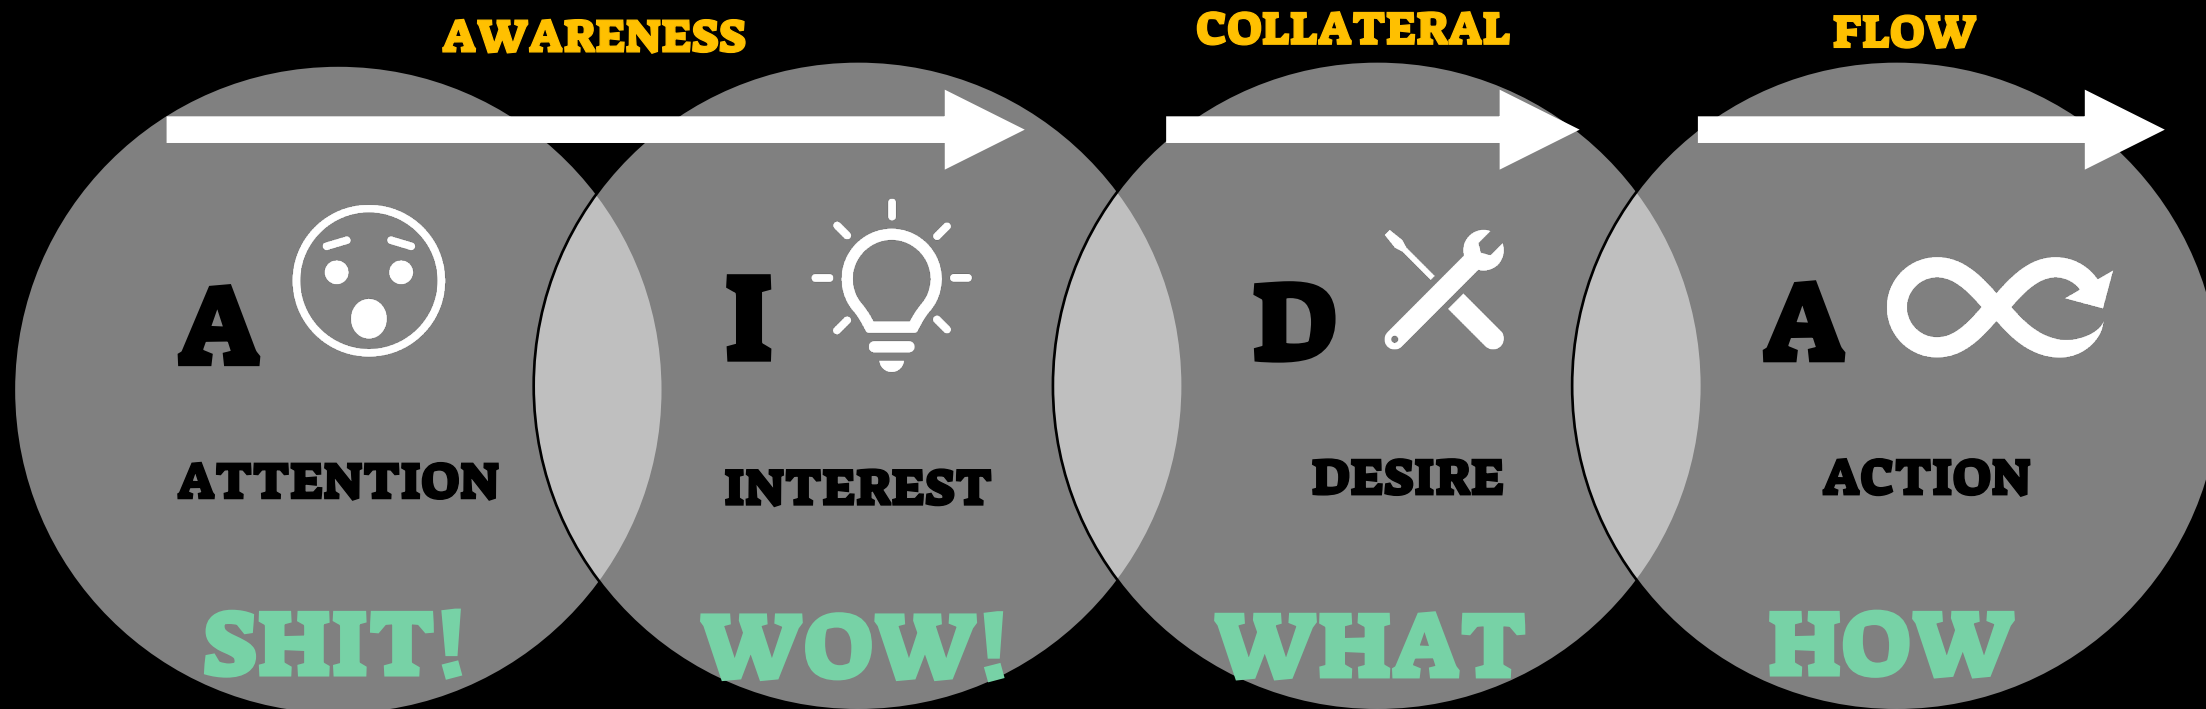 AWARENESS
COLLATERAL
FLOW
A
I
D
A
ATTENTION
INTEREST
DESIRE
ACTION
SHIT!
WOW!
WHAT
HOW